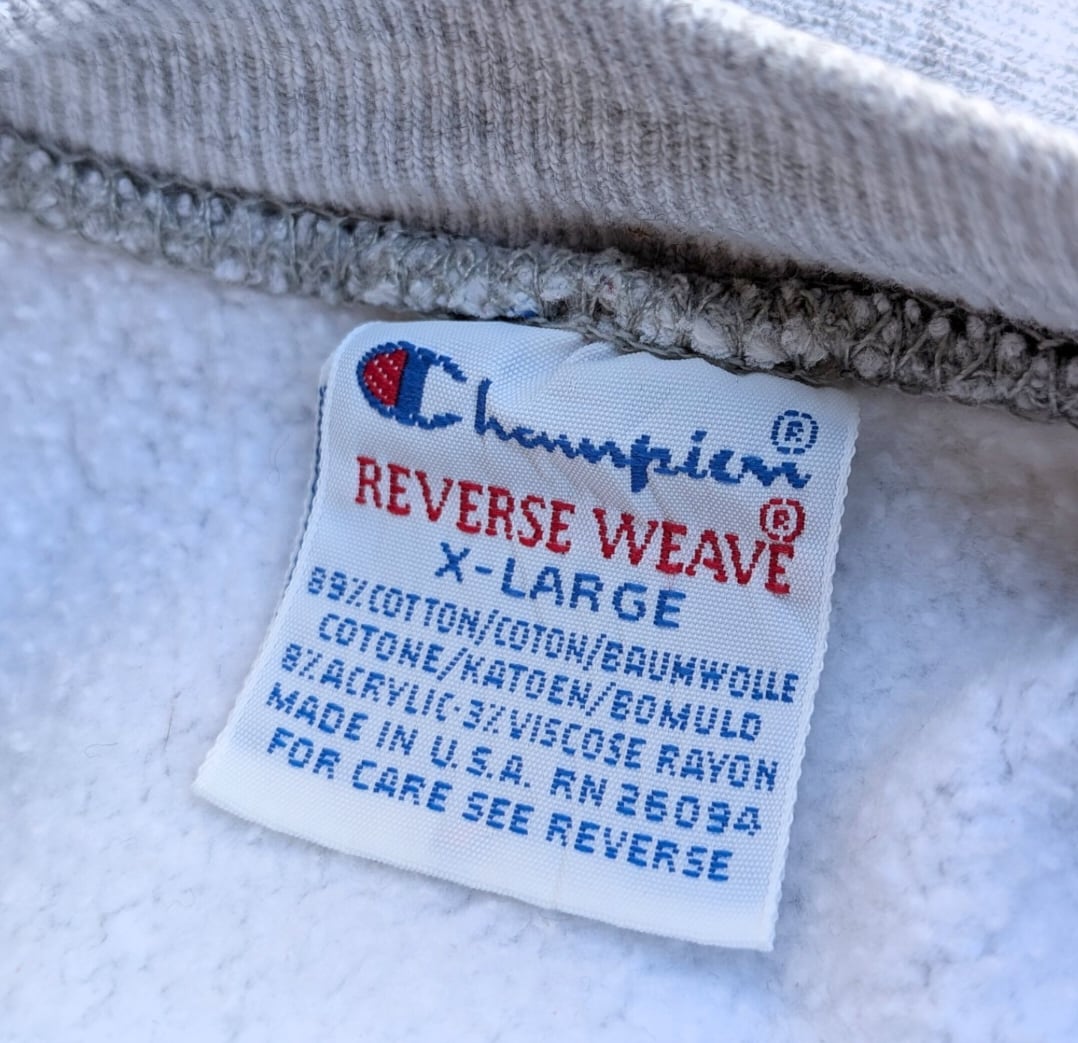 Champion®
REVERSE WEAVE®
X-LARGE
89%COTTON/COTON/BAUMWOLLE
COTONE/KATOEN/BOMULD
8%ACRYLIC·3%VISCOSE RAYON
MADE IN U.S.A. RN 26094
FOR CARE SEE REVERSE